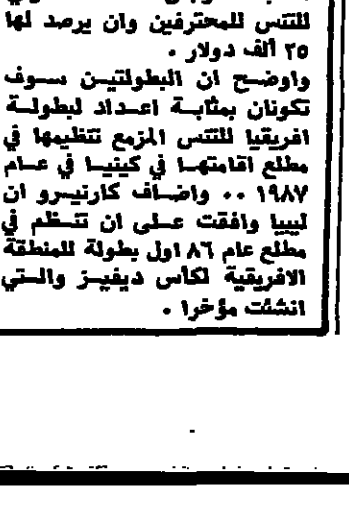 للتنس للمحترفين وان يرصد لها
٢٥ ألف دولار .
واوضح ان البطولتين سوف
تكونان بمثابة اعداد لبطولة
افريقيا للتنس المزمع تنظيمها في
مطلع اقامتها في كينيا في عام
١٩٨٧ .. واضاف كارنيسرو ان
ليبيا وافقت على ان تنظم في
مطلع عام ٨٦ اول بطولة للمنطقة
الافريقية لكأس ديفيز والتي
انشئت مؤخرا .